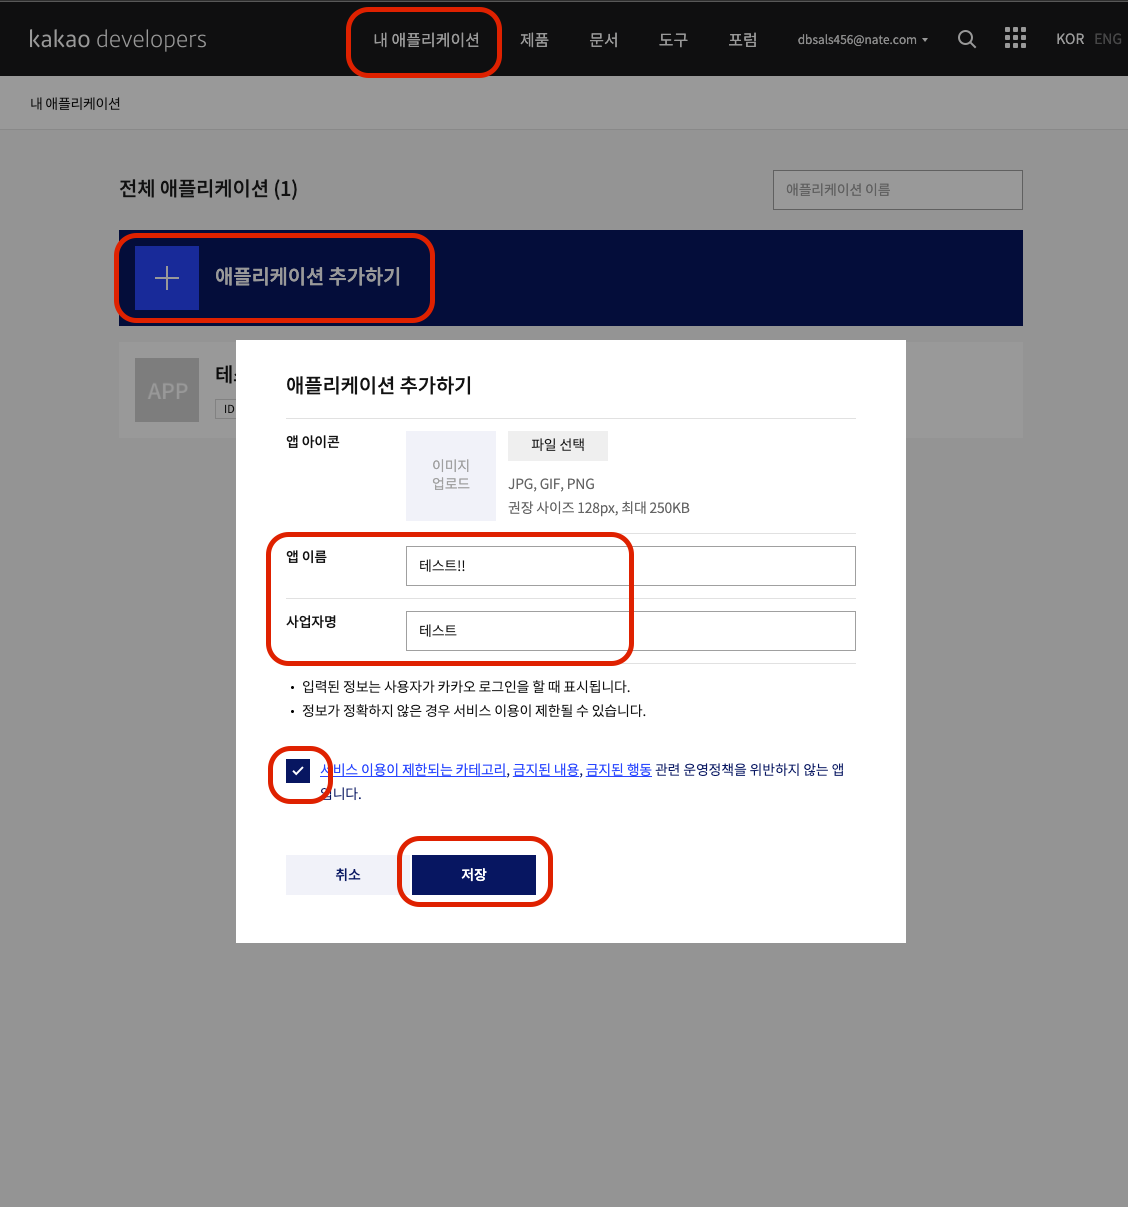 kakao developers
내 애플리케이션 제품 문서 도구 포럼 dbsals456@nate.com KOR ENG
내 애플리케이션
전체 애플리케이션 (1)
애플리케이션 이름
애플리케이션 추가하기
APP
ID
애플리케이션 추가하기
앱 아이콘
이미지
업로드
파일 선택
JPG, GIF, PNG
권장 사이즈 128px, 최대 250KB
앱 이름
테스트!!
사업자명
테스트
• 입력된 정보는 사용자가 카카오 로그인을 할 때 표시됩니다.
• 정보가 정확하지 않은 경우 서비스 이용이 제한될 수 있습니다.
서비스 이용이 제한되는 카테고리, 금지된 내용, 금지된 행동 관련 운영정책을 위반하지 않는 앱
입니다.
취소
저장